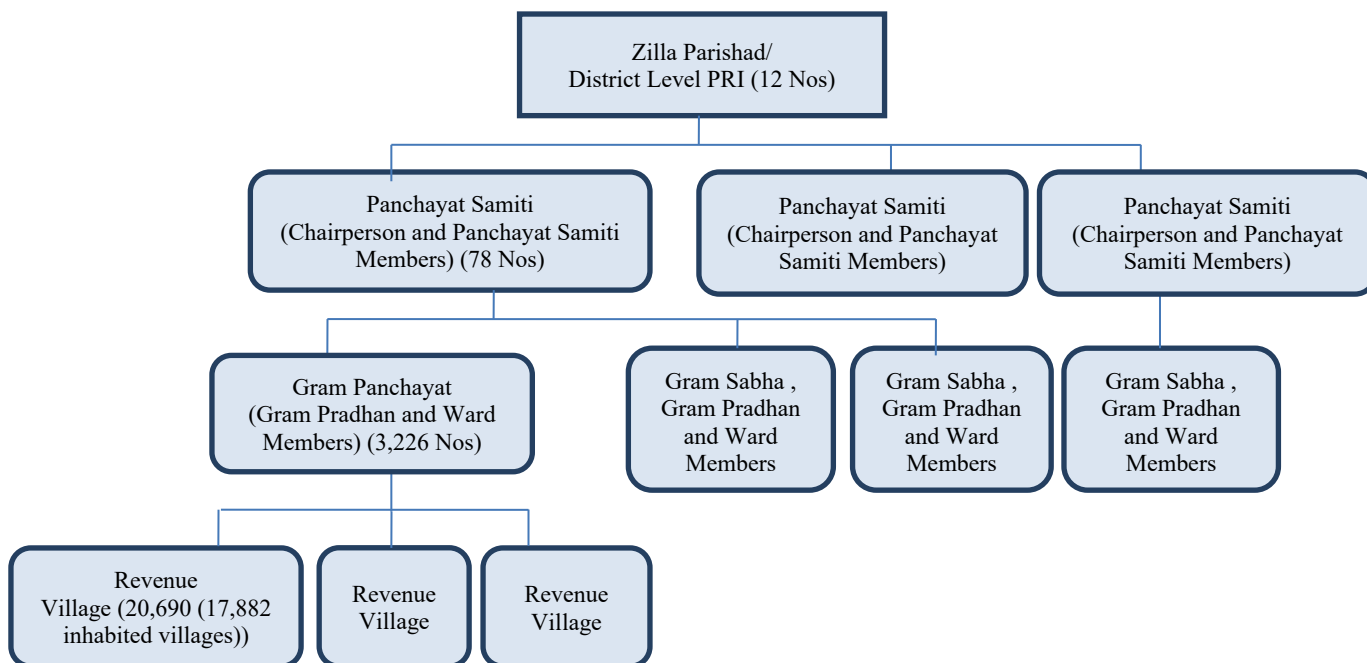 Zilla Parishad/
District Level PRI (12 Nos)
Panchayat Samiti
(Chairperson and Panchayat Samiti
Members) (78 Nos)
Panchayat Samiti
(Chairperson and Panchayat
Samiti Members)
Panchayat Samiti
(Chairperson and Panchayat
Samiti Members)
Gram Panchayat
(Gram Pradhan and Ward
Members) (3,226 Nos)
Gram Sabha ,
Gram Pradhan
and Ward
Members
Gram Sabha ,
Gram Pradhan
and Ward
Members
Gram Sabha ,
Gram Pradhan
and Ward
Members
Revenue
Village (20,690 (17,882
inhabited villages))
Revenue
Village
Revenue
Village